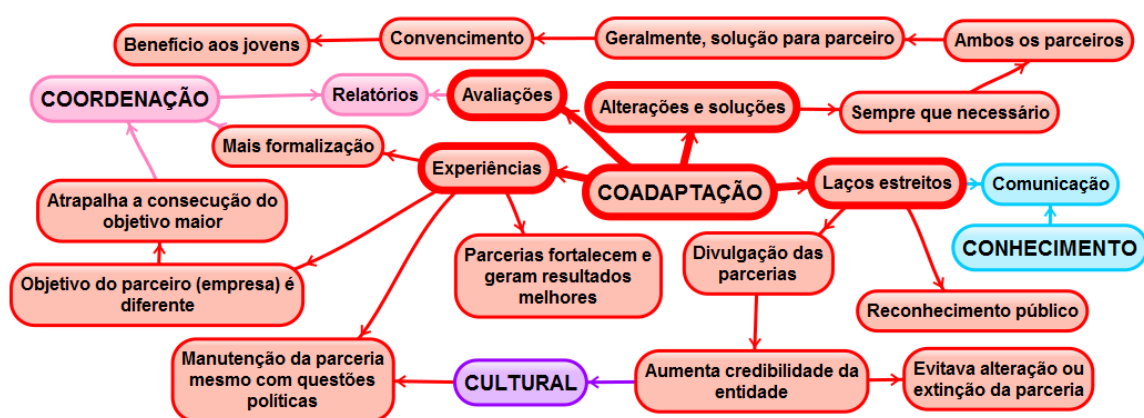 Benefício aos jovens
Convencimento
Geralmente, solução para parceiro
Ambos os parceiros
COORDENAÇÃO
Relatórios
Avaliações
Alterações e soluções
Sempre que necessário
Mais formalização
Experiências
COADAPTAÇÃO
Laços estreitos
Comunicação
Atrapalha a consecução do
objetivo maior
Parcerias fortalecem e
geram resultados
melhores
Divulgação das
parcerias
CONHECIMENTO
Objetivo do parceiro (empresa) é
diferente
Reconhecimento público
Manutenção da parceria
mesmo com questões
políticas
CULTURAL
Aumenta credibilidade da
entidade
Evitava alteração ou
extinção da parceria